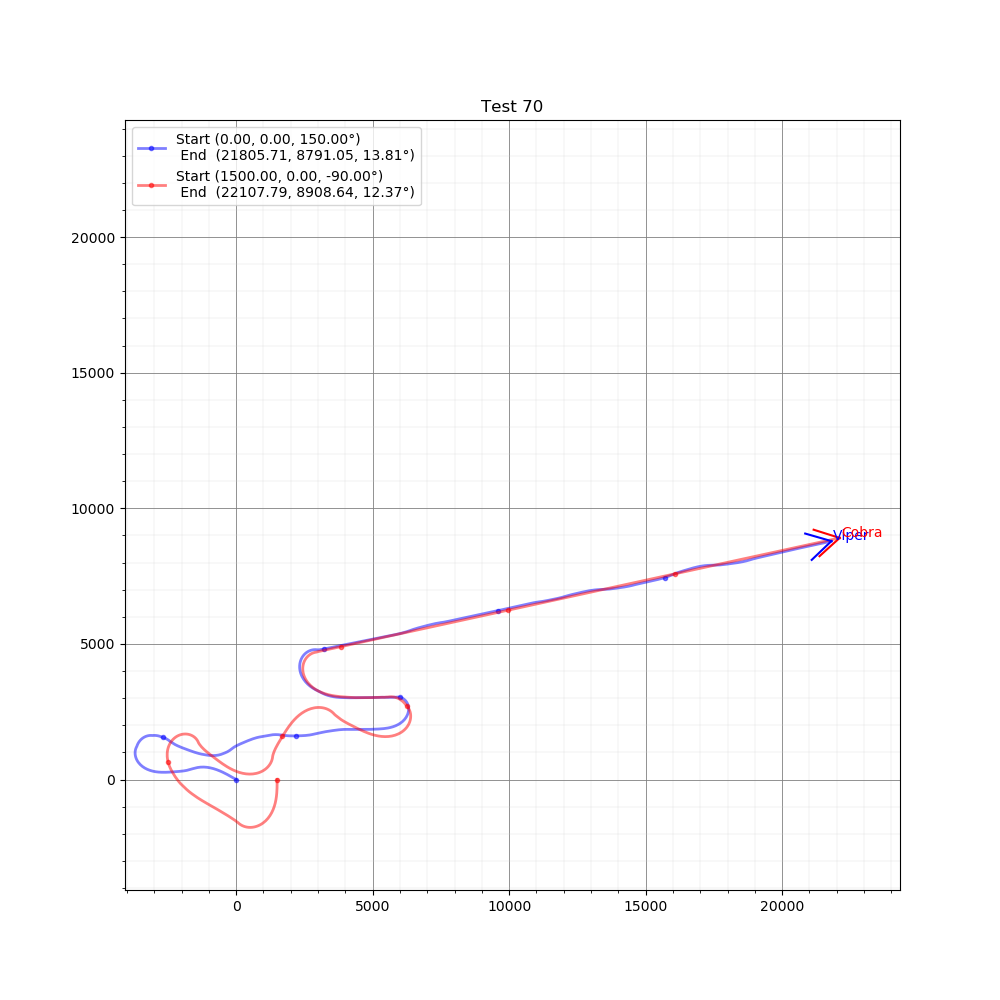 Test 70
Start (0.00, 0.00, 150.00°)
End (21805.71, 8791.05, 13.81°)
Start (1500.00, 0.00, -90.00°)
End (22107.79, 8908.64, 12.37°)
20000
15000
10000
5000
0
Cobra
Viper
0 5000 10000 15000 20000